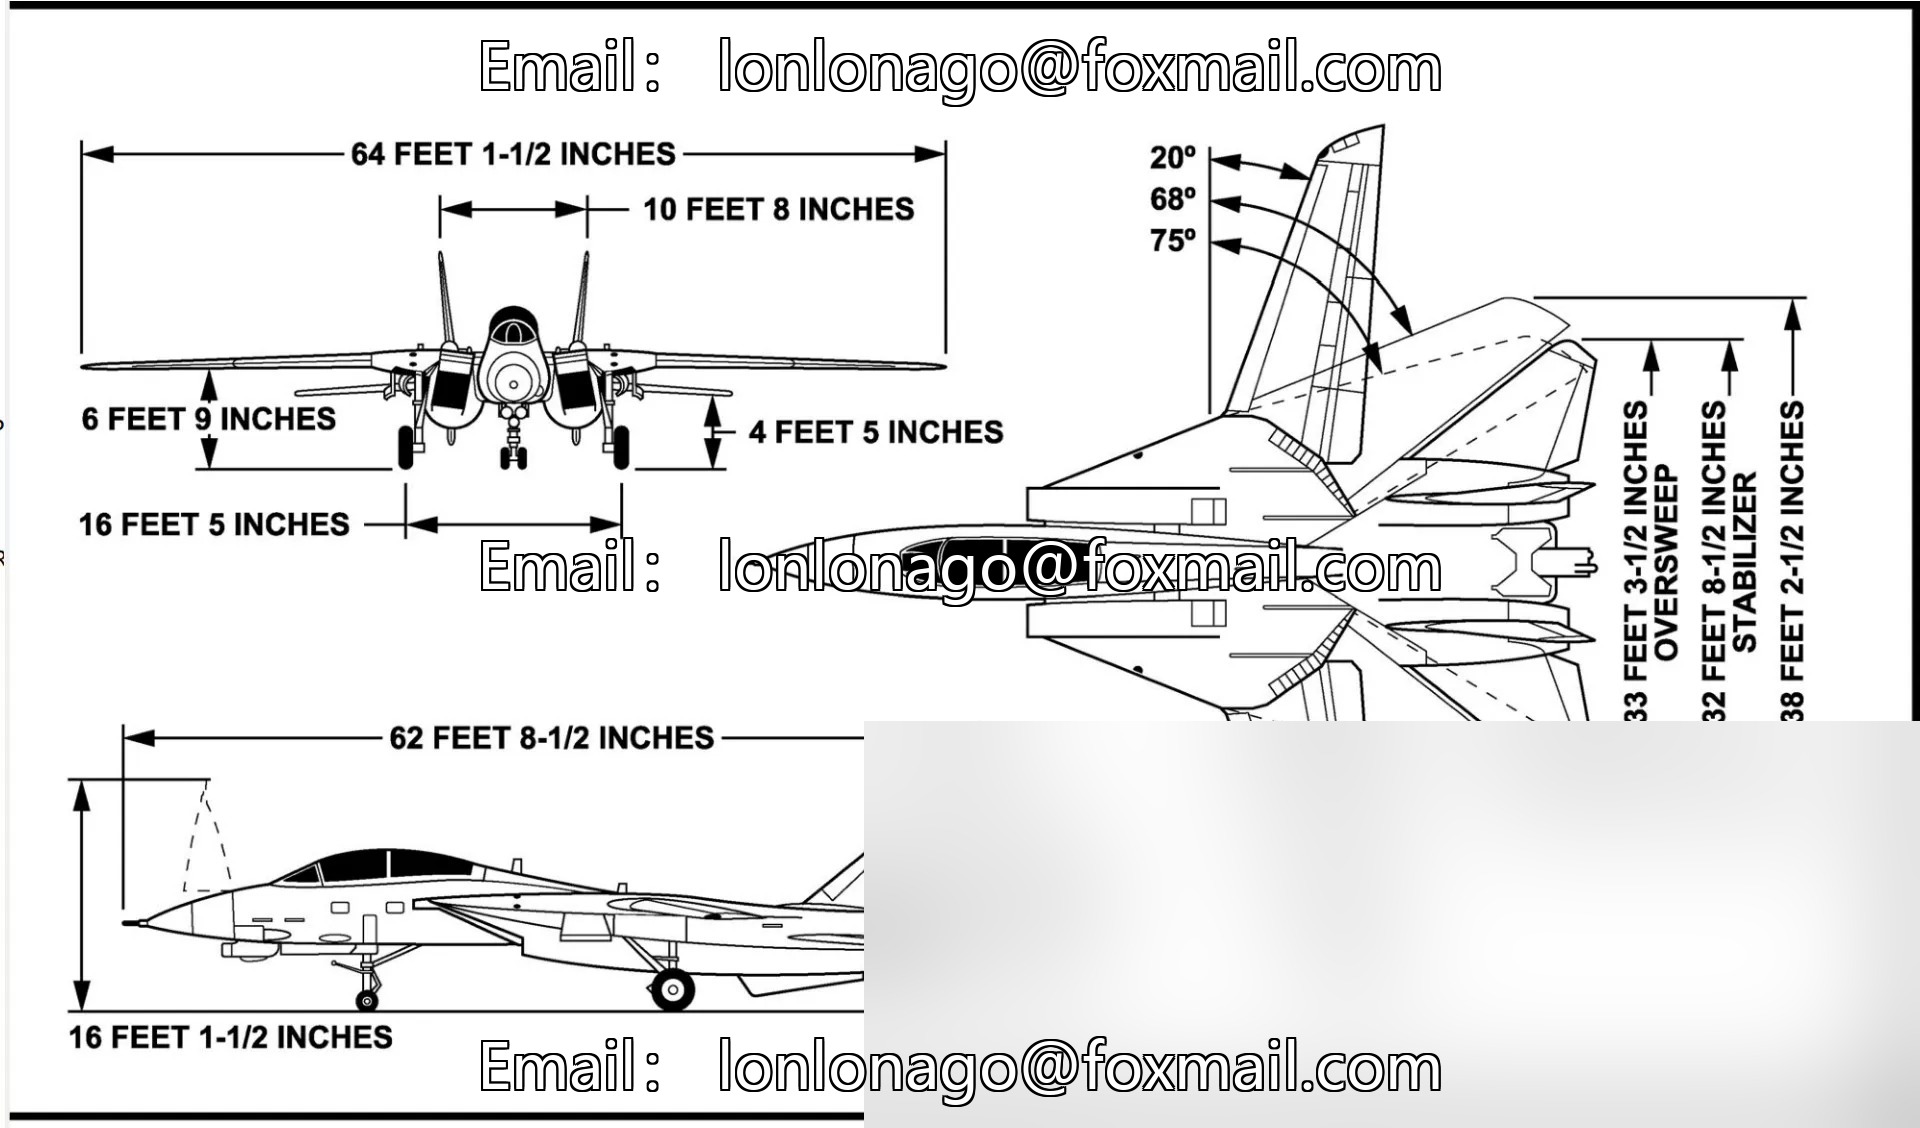 Email： lonlonago@foxmail.com
64 FEET 1-1/2 INCHES
10 FEET 8 INCHES
20º
68º
75º
6 FEET 9 INCHES
4 FEET 5 INCHES
16 FEET 5 INCHES
33 FEET 3-1/2 INCHES
OVERSWEEP
32 FEET 8-1/2 INCHES
STABILIZER
38 FEET 2-1/2 INCHES
Email： lonlonago@foxmail.com
62 FEET 8-1/2 INCHES
16 FEET 1-1/2 INCHES
Email： lonlonago@foxmail.com